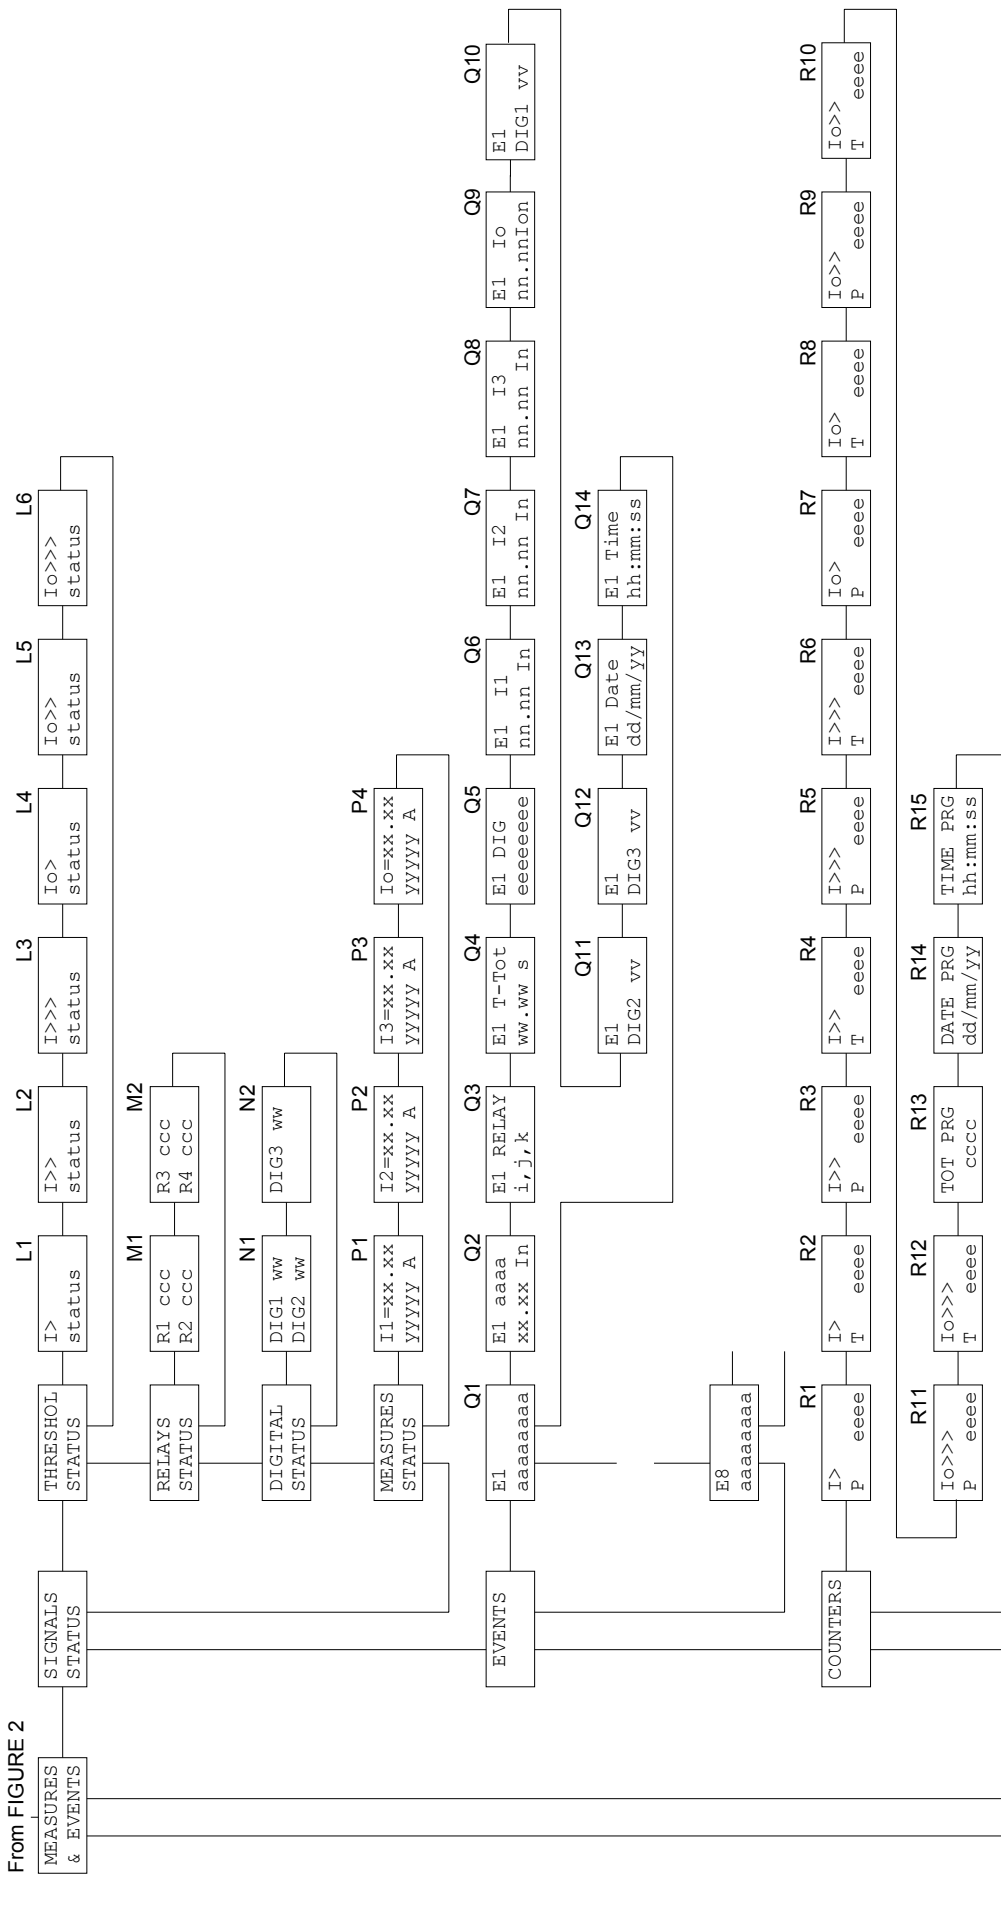 From FIGURE 2
MEASURES
& EVENTS
SIGNALS
STATUS
THRESHOL
STATUS
L1
I>
status
L2
I>>
status
L3
I>>>
status
L4
Io>
status
L5
Io>>
status
L6
Io>>>
status
RELAYS
STATUS
M1
R1 ccc
R2 ccc
M2
R3 ccc
R4 ccc
DIGITAL
STATUS
N1
DIG1 ww
DIG2 ww
N2
DIG3 ww
MEASURES
STATUS
P1
I1=xx.xx
yyyyy A
P2
I2=xx.xx
yyyyy A
P3
I3=xx.xx
yyyyy A
P4
Io=xx.xx
yyyyy A
EVENTS
Q1
E1
aaaaaaaa
Q2
E1 aaaa
xx.xx In
Q3
E1 RELAY
i,j,k
Q4
E1 T-Tot
ww.ww s
Q5
E1 DIG
eeeeeeee
Q6
E1 I1
nn.nn In
Q7
E1 I2
nn.nn In
Q8
E1 I3
nn.nn In
Q9
E1 Io
nn.nnIon
Q10
E1
DIG1 vv
Q11
E1
DIG2 vv
Q12
E1
DIG3 vv
Q13
E1 Date
dd/mm/yy
Q14
E1 Time
hh:mm:ss
E8
aaaaaaaa
COUNTERS
R1
I>
P eeee
R2
I>
T eeee
R3
I>>
P eeee
R4
I>>
T eeee
R5
I>>>
P eeee
R6
I>>>
T eeee
R7
Io>
P eeee
R8
Io>
T eeee
R9
Io>>
P eeee
R10
Io>>
T eeee
R11
Io>>>
P eeee
R12
Io>>>
T eeee
R13
TOT PRG
cccc
R14
DATE PRG
dd/mm/yy
R15
TIME PRG
hh:mm:ss